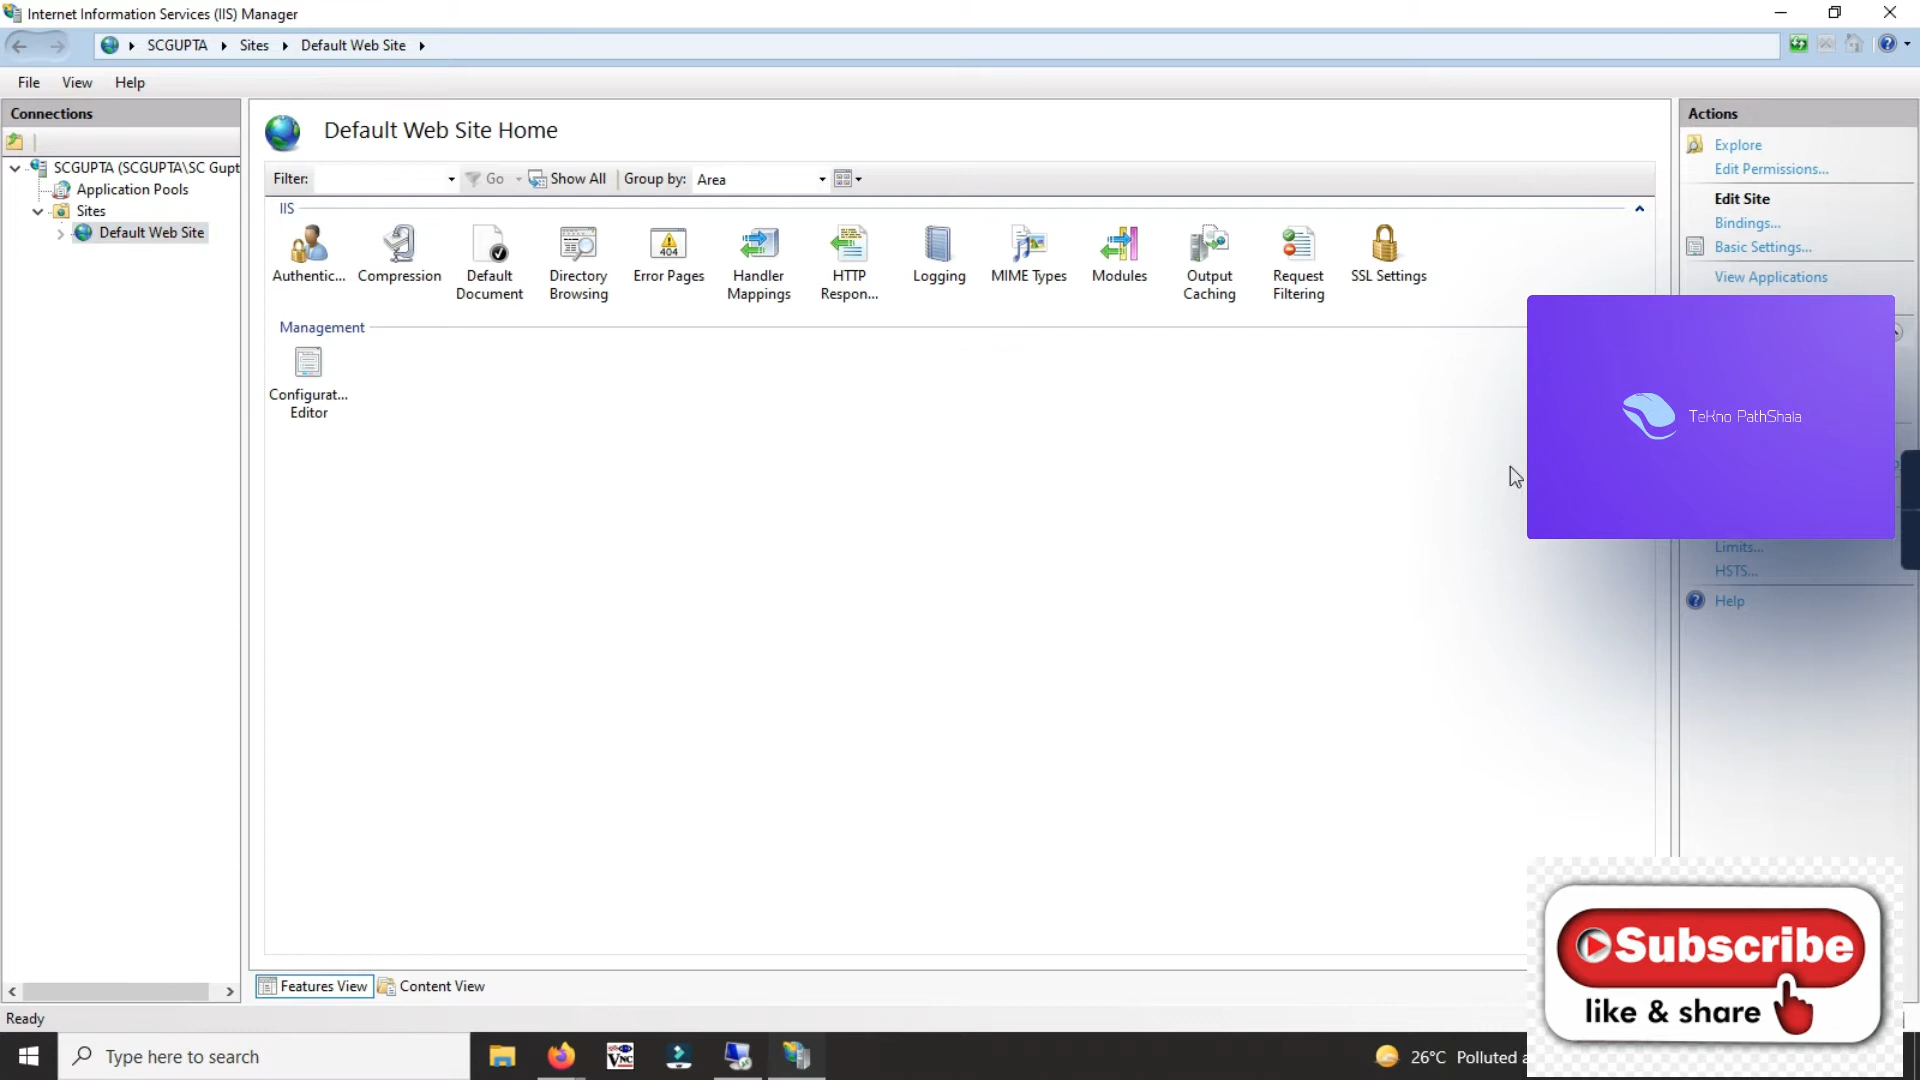 Internet Information Services (IIS) Manager
SCGUPTA Sites Default Web Site
File View Help
Connections
SCGUPTA (SCGUPTA\SC Gupt
Application Pools
Sites
Default Web Site
Default Web Site Home
Filter: Go Show All Group by: Area
IIS
Authentic...
Compression
Default
Document
Directory
Browsing
Error Pages
404
Handler
Mappings
HTTP
Respon...
Logging
MIME Types
Modules
Output
Caching
Request
Filtering
SSL Settings
Management
Configurat...
Editor
Features View Content View
Actions
Explore
Edit Permissions...
Edit Site
Bindings...
Basic Settings...
View Applications
TeKno PathShala
Limits...
HSTS...
Help
Subscribe
like & share
Ready
Type here to search
VNC
26°C Polluted